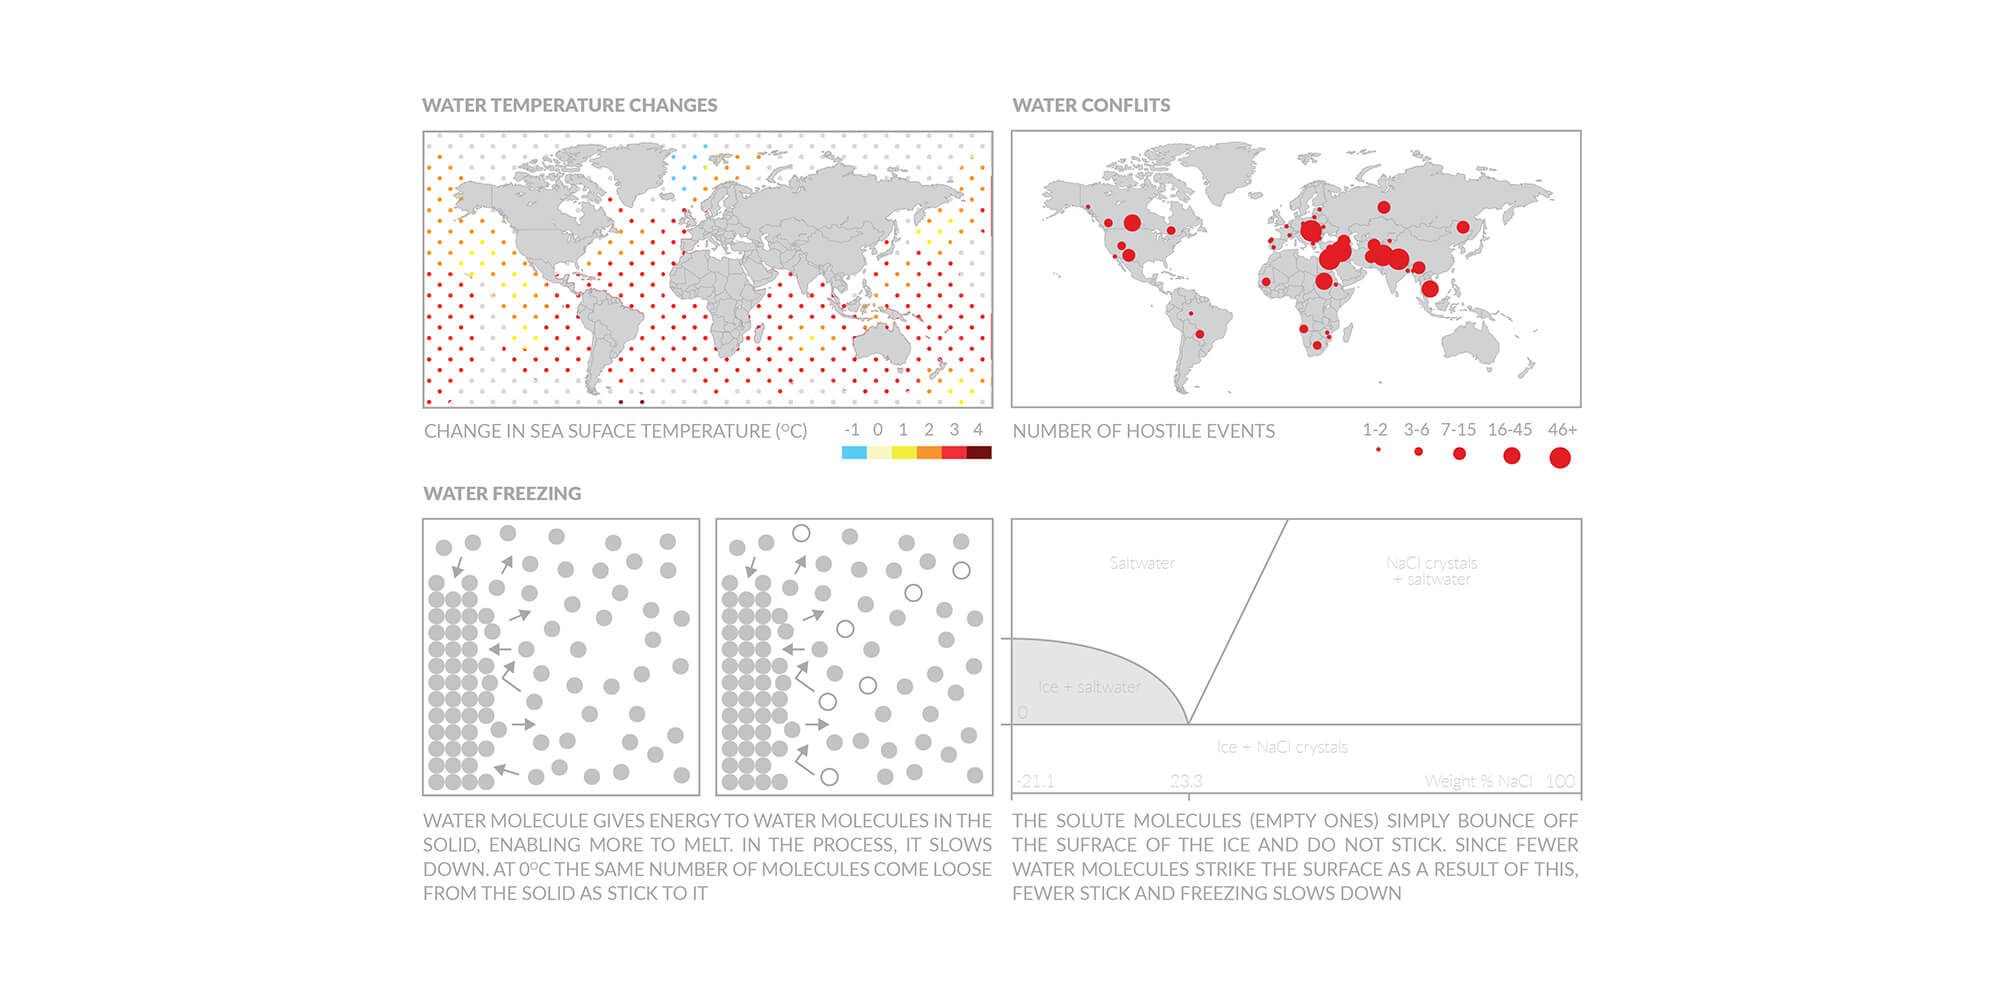 WATER TEMPERATURE CHANGES
WATER CONFLITS
CHANGE IN SEA SUFACE TEMPERATURE (ºC)
-1 0 1 2 3 4
NUMBER OF HOSTILE EVENTS
1-2 3-6 7-15 16-45 46+
WATER FREEZING
Saltwater
NaCl crystals
+ saltwater
Ice + saltwater
0
Ice + NaCl crystals
-21.1
23.3
Weight % NaCl 100
WATER MOLECULE GIVES ENERGY TO WATER MOLECULES IN THE
SOLID, ENABLING MORE TO MELT. IN THE PROCESS, IT SLOWS
DOWN. AT 0ºC THE SAME NUMBER OF MOLECULES COME LOOSE
FROM THE SOLID AS STICK TO IT
THE SOLUTE MOLECULES (EMPTY ONES) SIMPLY BOUNCE OFF
THE SUFRACE OF THE ICE AND DO NOT STICK. SINCE FEWER
WATER MOLECULES STRIKE THE SURFACE AS A RESULT OF THIS,
FEWER STICK AND FREEZING SLOWS DOWN